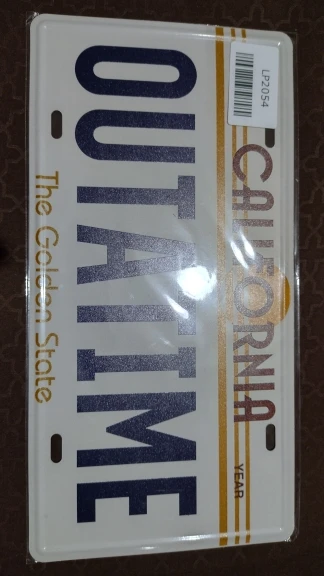 LP2054
CALIFORNIA
YEAR
OUTATIME
The Golden State